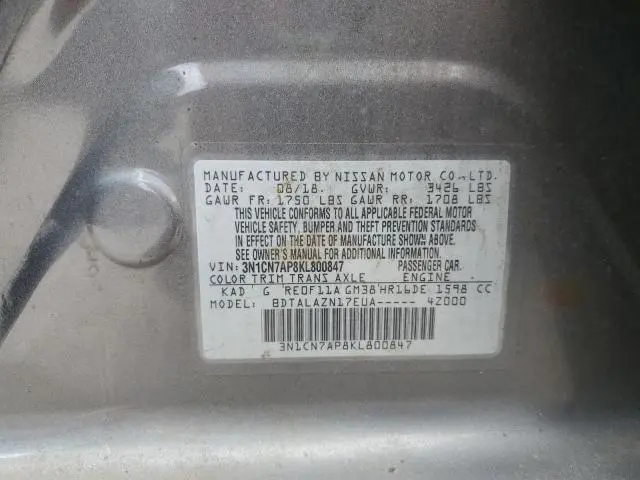 MANUFACTURED BY NISSAN MOTOR CO.,LTD.
DATE: 08/18 GVWR: 3426 LBS
GAWR FR: 1750 LBS GAWR RR: 1708 LBS
THIS VEHICLE CONFORMS TO ALL APPLICABLE FEDERAL MOTOR
VEHICLE SAFETY, BUMPER AND THEFT PREVENTION STANDARDS
IN EFFECT ON THE DATE OF MANUFACTURE SHOWN ABOVE.
SEE OWNER'S MANUAL FOR ADDITIONAL INFORMATION.
VIN: 3N1CN7AP8KL800847 PASSENGER CAR.
COLOR TRIM TRANS AXLE ENGINE
KAD G RE0F11A GM38 HR16DE 1598 CC
MODEL: BDTALAZN17EUA----- 42000
3N1CN7AP8KL800847